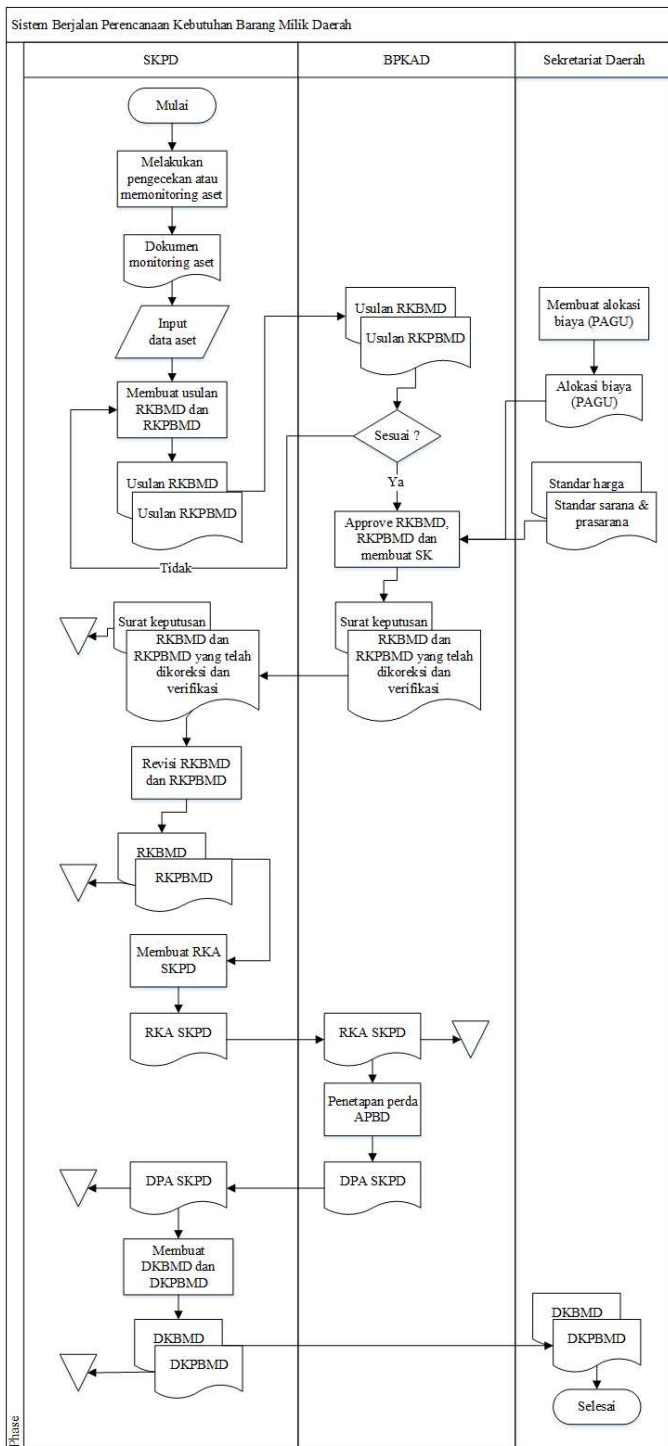 Sistem Berjalan Perencanaan Kebutuhan Barang Milik Daerah
SKPD
BPKAD
Sekretariat Daerah
Mulai
Melakukan
pengecekan atau
memonitoring aset
Dokumen
monitoring aset
Input
data aset
Membuat usulan
RKBMD dan
RKPBMD
Usulan RKBMD
Usulan RKPBMD
Usulan RKBMD
Usulan RKPBMD
Sesuai ?
Ya
Tidak
Membuat alokasi
biaya (PAGU)
Alokasi biaya
(PAGU)
Standar harga
Standar sarana &
prasarana
Approve RKBMD,
RKPBMD dan
membuat SK
Surat keputusan
RKBMD dan
RKPBMD yang telah
dikoreksi dan
verifikasi
Surat keputusan
RKBMD dan
RKPBMD yang telah
dikoreksi dan
verifikasi
Revisi RKBMD
dan RKPBMD
RKBMD
RKPBMD
Membuat RKA
SKPD
RKA SKPD
RKA SKPD
Penetapan perda
APBD
DPA SKPD
DPA SKPD
Membuat
DKBMD dan
DKPBMD
DKBMD
DKPBMD
DKBMD
DKPBMD
Selesai
Phase